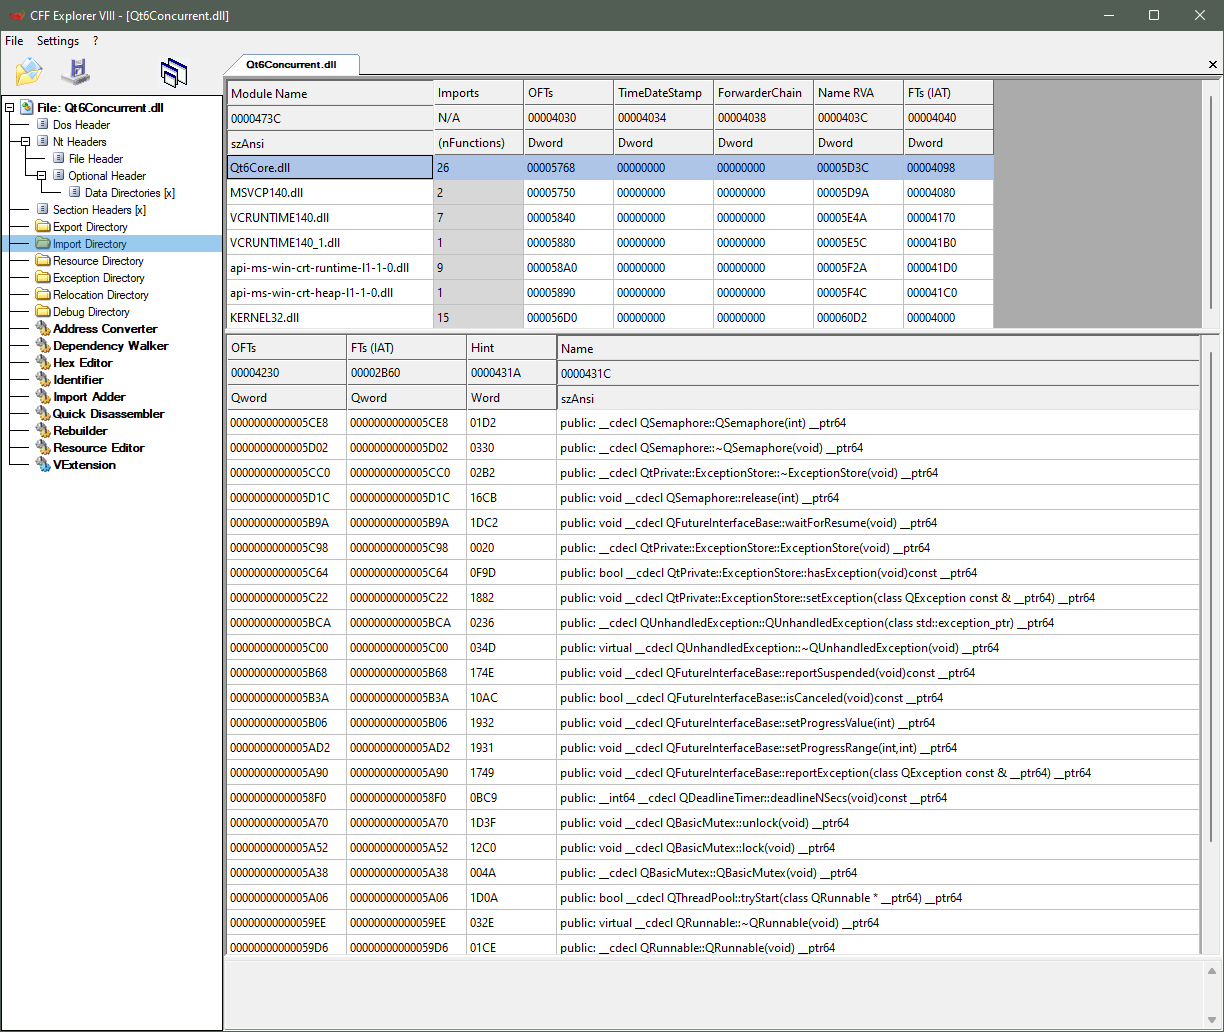 CFF Explorer VIII - [Qt6Concurrent.dll]
File Settings ?
Qt6Concurrent.dll
File: Qt6Concurrent.dll
Dos Header
Nt Headers
File Header
Optional Header
Data Directories [x]
Section Headers [x]
Export Directory
Import Directory
Resource Directory
Exception Directory
Relocation Directory
Debug Directory
Address Converter
Dependency Walker
Hex Editor
Identifier
Import Adder
Quick Disassembler
Rebuilder
Resource Editor
VExtension
Module Name Imports OFTs TimeDateStamp ForwarderChain Name RVA FTs (IAT)
0000473C N/A 00004030 00004034 00004038 0000403C 00004040
szAnsi (nFunctions) Dword Dword Dword Dword Dword
Qt6Core.dll 26 00005768 00000000 00000000 00005D3C 00004098
MSVCP140.dll 2 00005750 00000000 00000000 00005D9A 00004080
VCRUNTIME140.dll 7 00005840 00000000 00000000 00005E4A 00004170
VCRUNTIME140_1.dll 1 00005880 00000000 00000000 00005E5C 000041B0
api-ms-win-crt-runtime-l1-1-0.dll 9 000058A0 00000000 00000000 00005F2A 000041D0
api-ms-win-crt-heap-l1-1-0.dll 1 00005890 00000000 00000000 00005F4C 000041C0
KERNEL32.dll 15 000056D0 00000000 00000000 000060D2 00004000
OFTs FTs (IAT) Hint Name
00004230 00002B60 0000431A 0000431C
Qword Qword Word szAnsi
0000000000005CE8 0000000000005CE8 01D2 public: __cdecl QSemaphore::QSemaphore(int) __ptr64
0000000000005D02 0000000000005D02 0330 public: __cdecl QSemaphore::~QSemaphore(void) __ptr64
0000000000005CC0 0000000000005CC0 02B2 public: __cdecl QtPrivate::ExceptionStore::~ExceptionStore(void) __ptr64
0000000000005D1C 0000000000005D1C 16CB public: void __cdecl QSemaphore::release(int) __ptr64
0000000000005B9A 0000000000005B9A 1DC2 public: void __cdecl QFutureInterfaceBase::waitForResume(void) __ptr64
0000000000005C98 0000000000005C98 0020 public: __cdecl QtPrivate::ExceptionStore::ExceptionStore(void) __ptr64
0000000000005C64 0000000000005C64 0F9D public: bool __cdecl QtPrivate::ExceptionStore::hasException(void)const __ptr64
0000000000005C22 0000000000005C22 1882 public: void __cdecl QtPrivate::ExceptionStore::setException(class QException const & __ptr64) __ptr64
0000000000005BCA 0000000000005BCA 0236 public: __cdecl QUnhandledException::QUnhandledException(class std::exception_ptr) __ptr64
0000000000005C00 0000000000005C00 034D public: virtual __cdecl QUnhandledException::~QUnhandledException(void) __ptr64
0000000000005B68 0000000000005B68 174E public: void __cdecl QFutureInterfaceBase::reportSuspended(void)const __ptr64
0000000000005B3A 0000000000005B3A 10AC public: bool __cdecl QFutureInterfaceBase::isCanceled(void)const __ptr64
0000000000005B06 0000000000005B06 1932 public: void __cdecl QFutureInterfaceBase::setProgressValue(int) __ptr64
0000000000005AD2 0000000000005AD2 1931 public: void __cdecl QFutureInterfaceBase::setProgressRange(int,int) __ptr64
0000000000005A90 0000000000005A90 1749 public: void __cdecl QFutureInterfaceBase::reportException(class QException const & __ptr64) __ptr64
00000000000058F0 00000000000058F0 0BC9 public: __int64 __cdecl QDeadlineTimer::deadlineNSecs(void)const __ptr64
0000000000005A70 0000000000005A70 1D3F public: void __cdecl QBasicMutex::unlock(void) __ptr64
0000000000005A52 0000000000005A52 12C0 public: void __cdecl QBasicMutex::lock(void) __ptr64
0000000000005A38 0000000000005A38 004A public: __cdecl QBasicMutex::QBasicMutex(void) __ptr64
0000000000005A06 0000000000005A06 1D0A public: bool __cdecl QThreadPool::tryStart(class QRunnable * __ptr64) __ptr64
00000000000059EE 00000000000059EE 032E public: virtual __cdecl QRunnable::~QRunnable(void) __ptr64
00000000000059D6 00000000000059D6 01CE public: __cdecl QRunnable::QRunnable(void) __ptr64